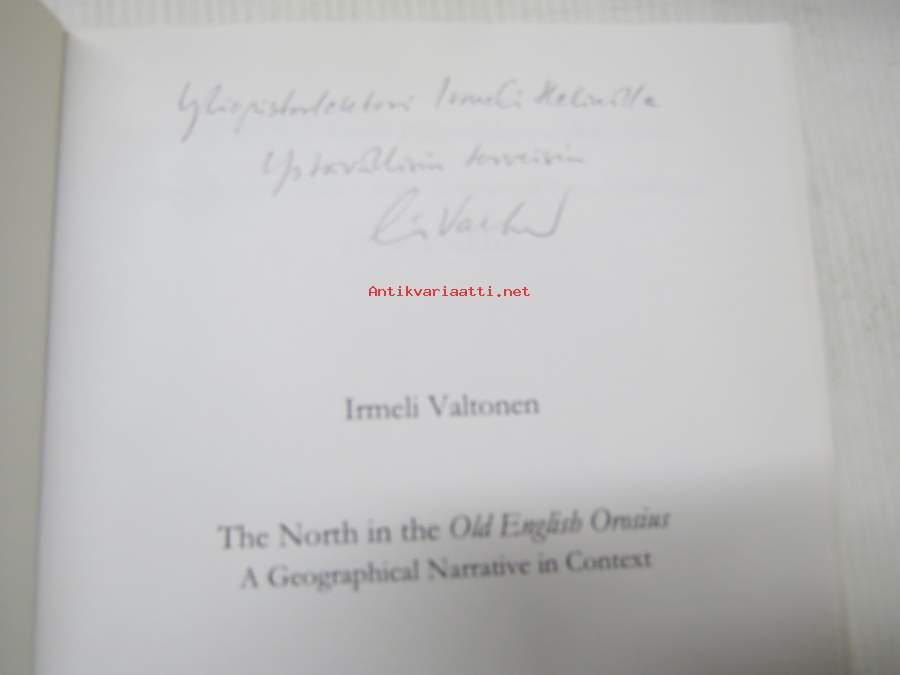 Yliopistonlehtori Irmeli Helinille
Ystävällisin terveisin
Antikvariaatti.net
Irmeli Valtonen
The North in the Old English Orosius
A Geographical Narrative in Context